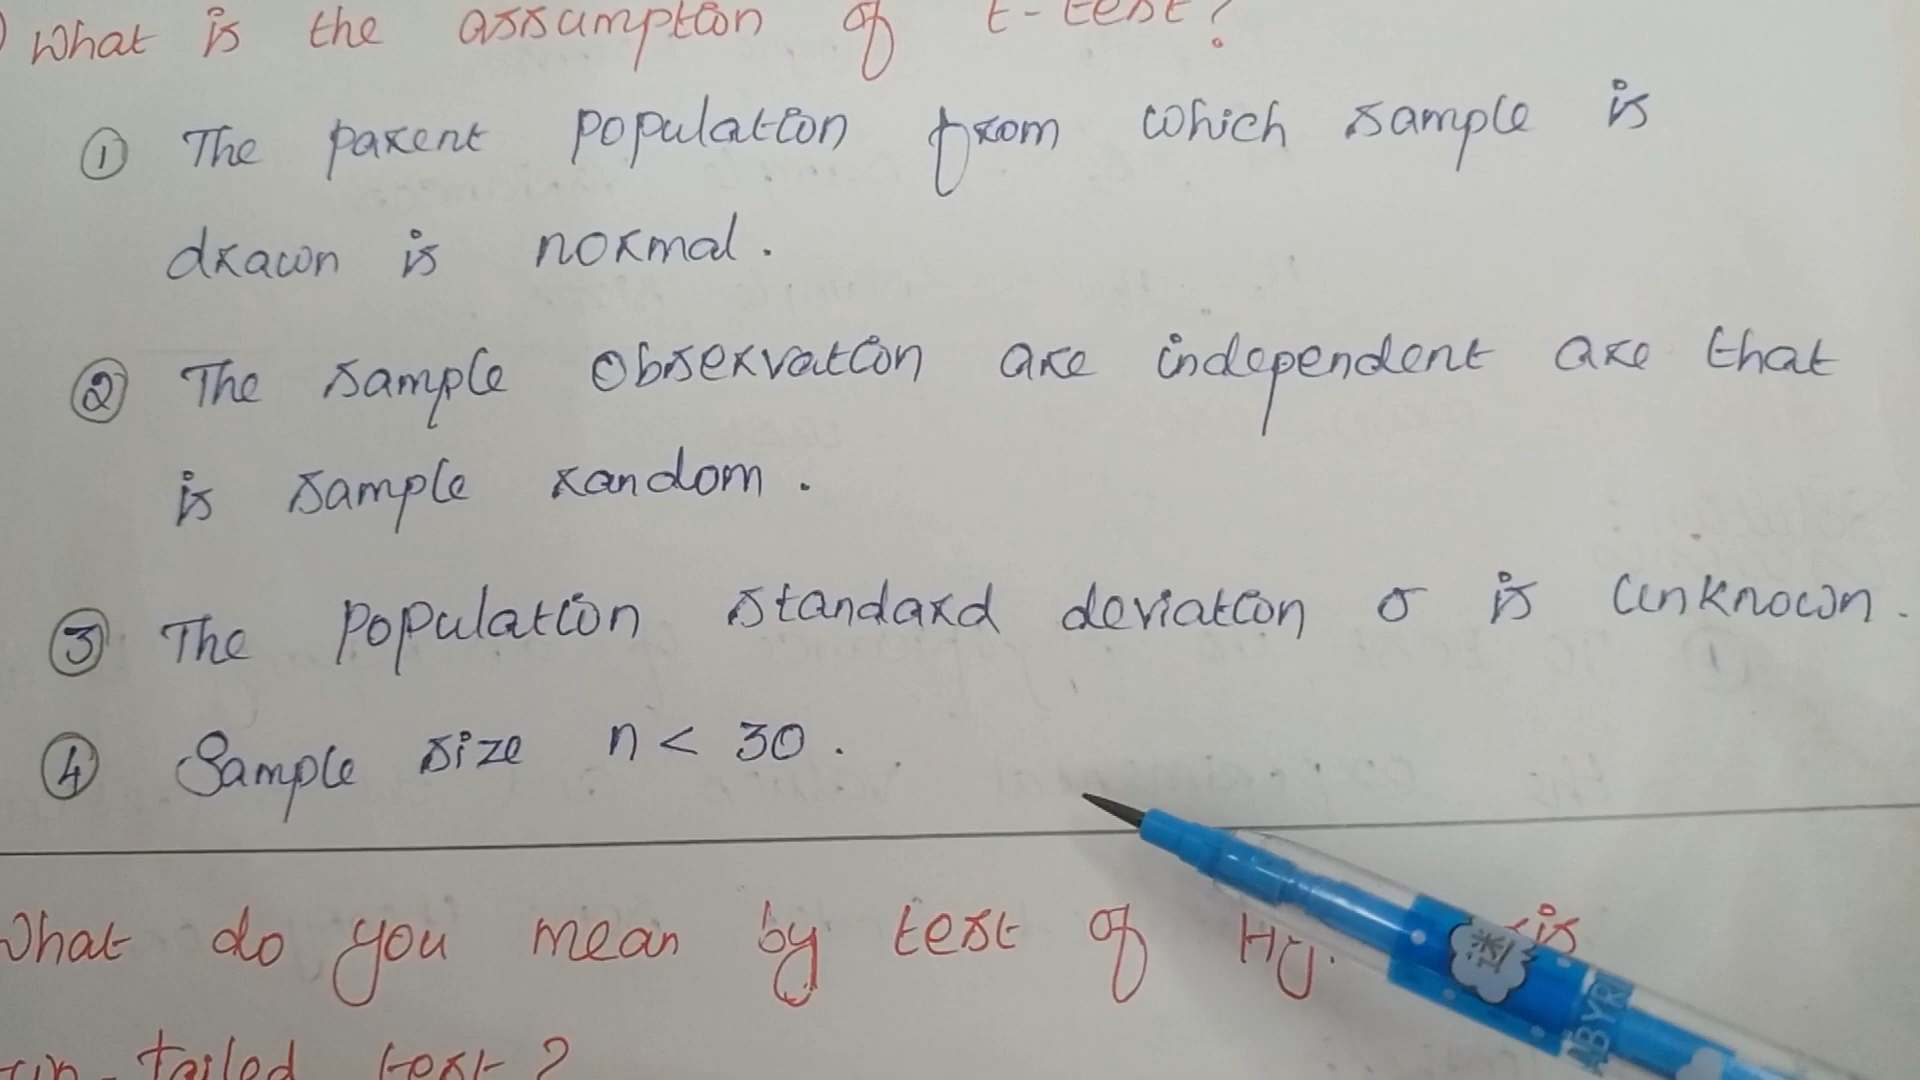 What is the assumption of t-test?
① The parent population from which sample is
drawn is normal.
② The sample observation are independent are that
is sample random.
③ The population standard deviation σ is unknown.
④ Sample size n < 30.
What do you mean by test of
tailed test?